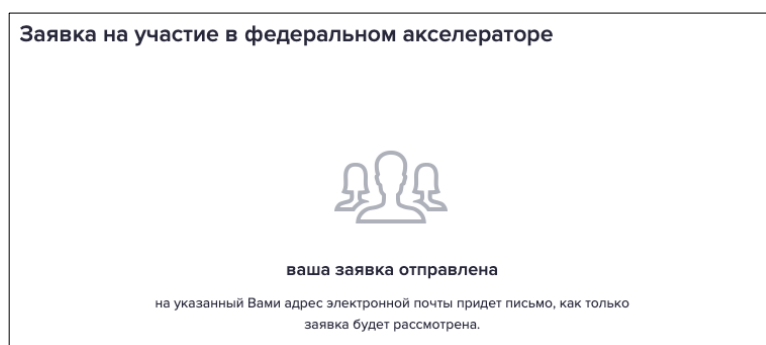 Заявка на участие в федеральном акселераторе
ваша заявка отправлена
на указанный Вами адрес электронной почты придет письмо, как только
заявка будет рассмотрена.